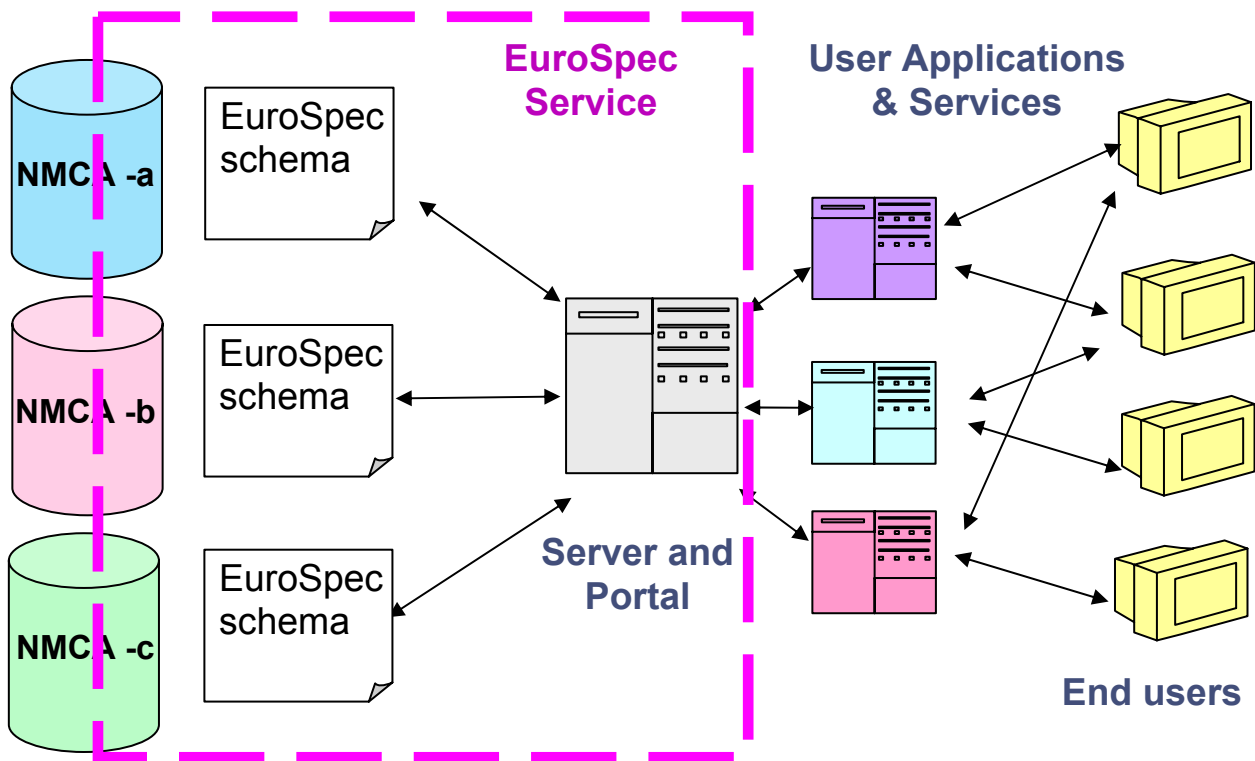 EuroSpec
Service
User Applications
& Services
NMCA -a
EuroSpec
schema
NMCA -b
EuroSpec
schema
Server and
Portal
NMCA -c
EuroSpec
schema
End users